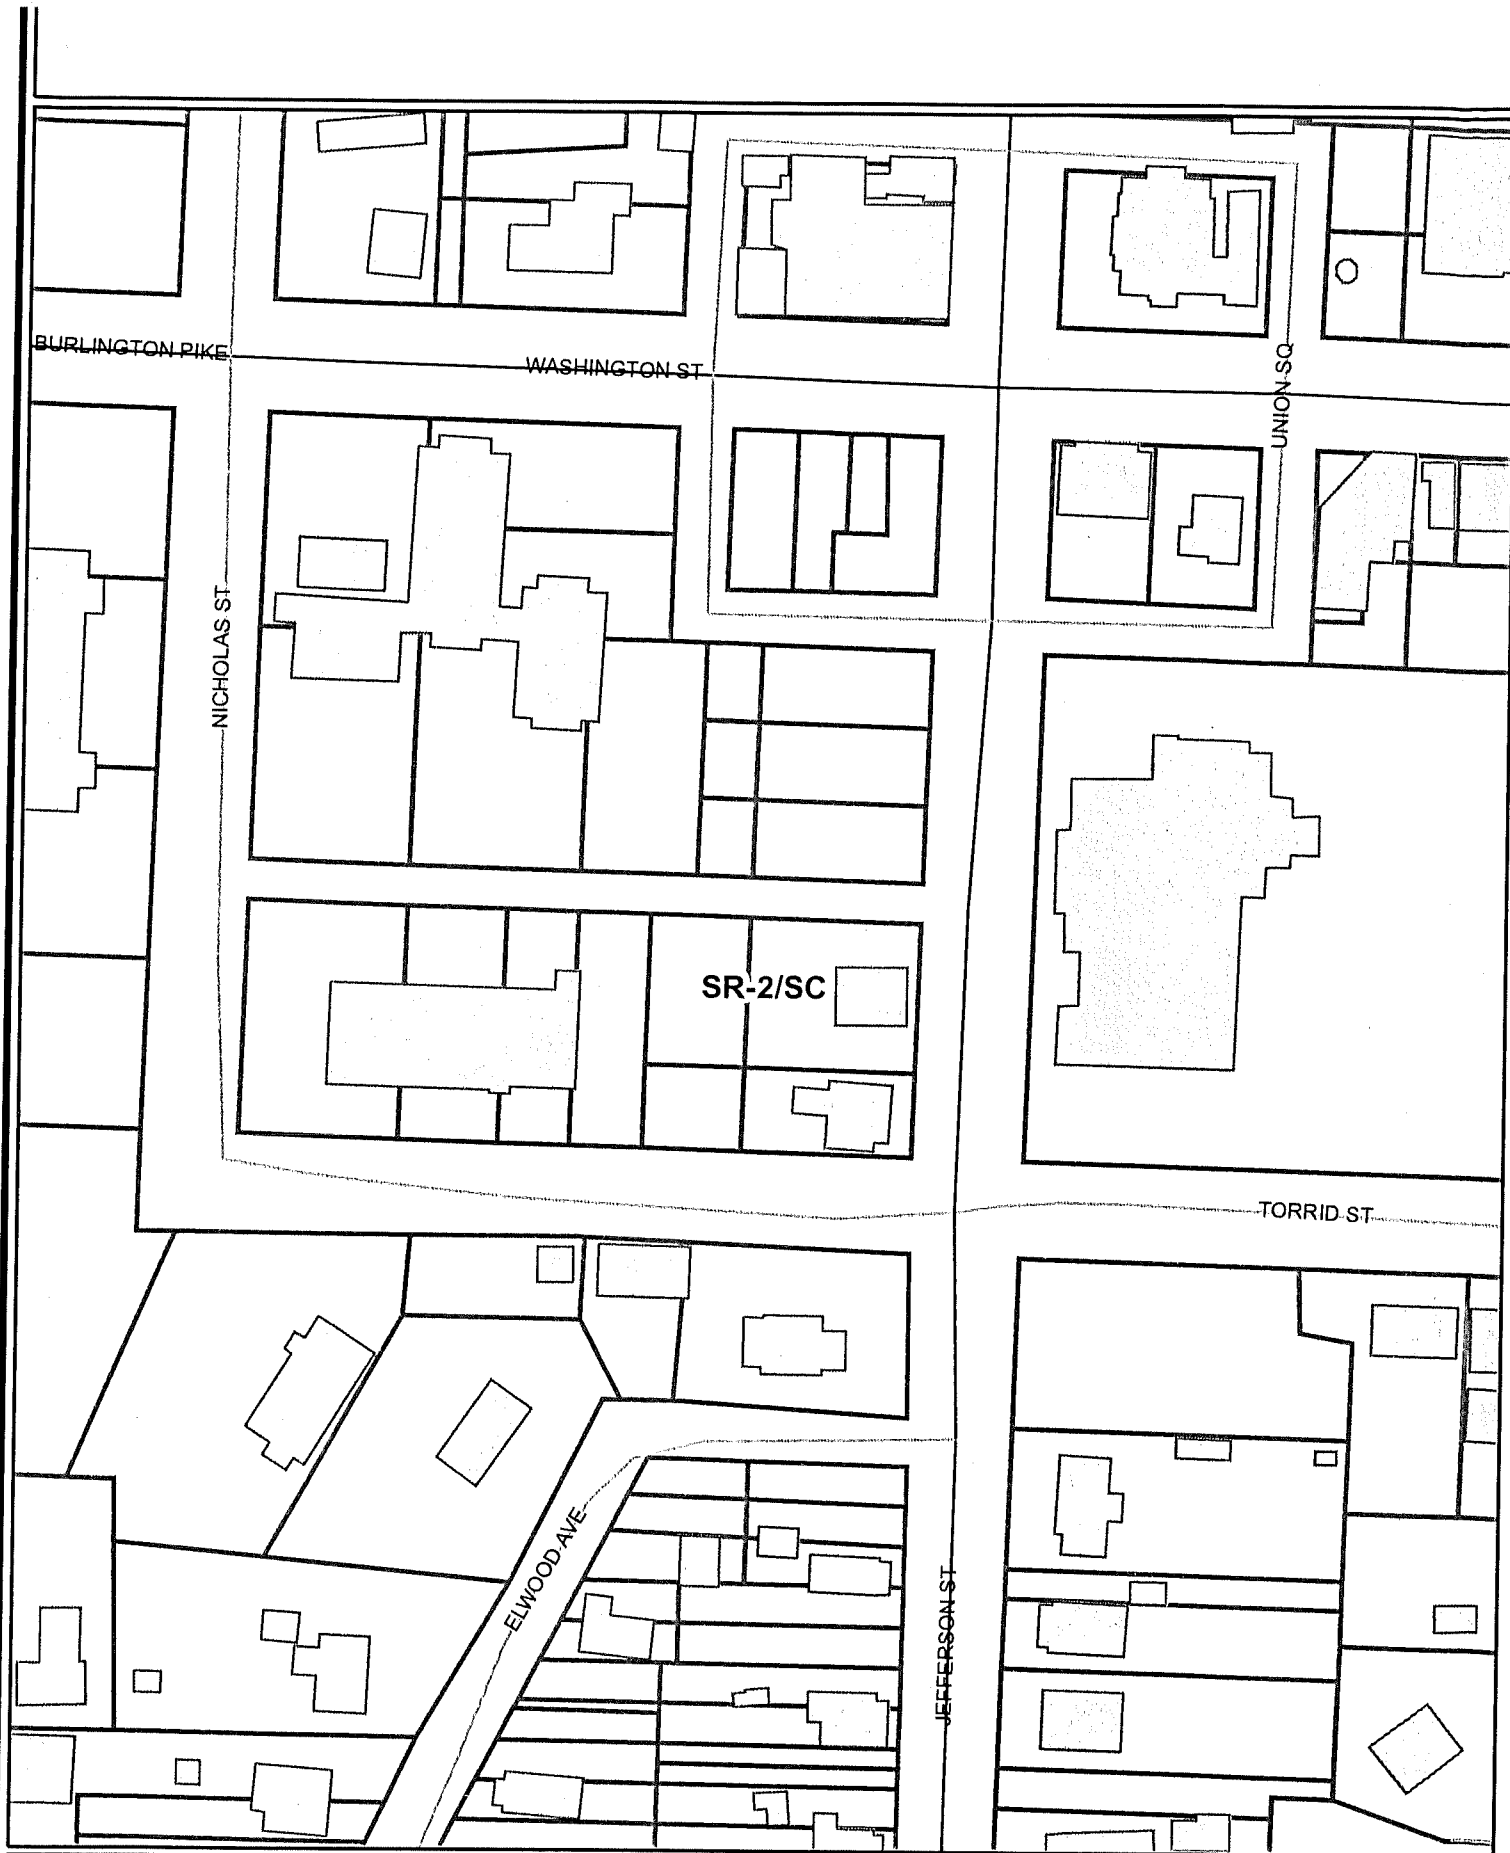 BURLINGTON PIKE
WASHINGTON ST
UNION SQ
NICHOLAS ST
SR-2/SC
TORRID ST
ELWOOD AVE
JEFFERSON ST